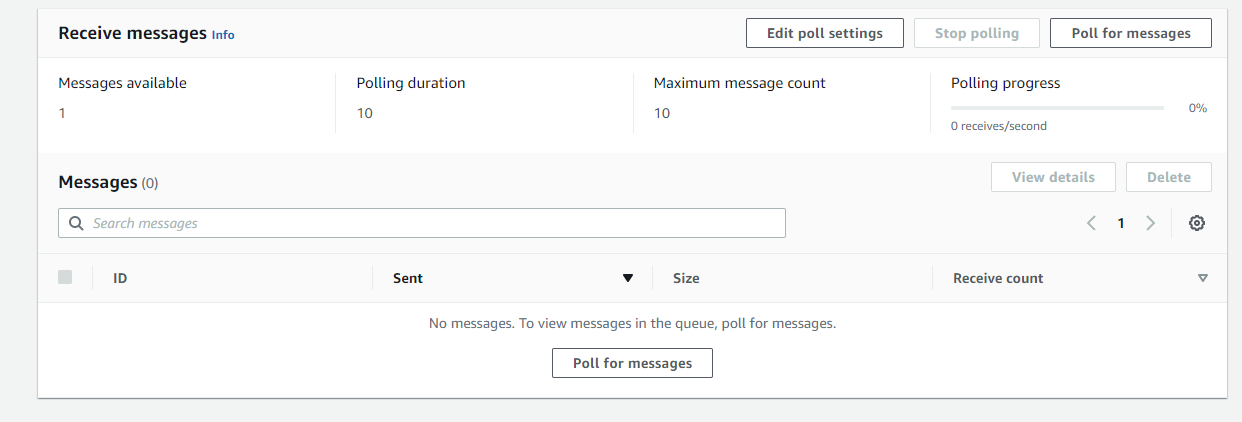 Receive messages Info
Edit poll settings
Stop polling
Poll for messages
Messages available
1
Polling duration
10
Maximum message count
10
Polling progress
0%
0 receives/second
Messages (0)
View details
Delete
Search messages
1
ID
Sent
Size
Receive count
No messages. To view messages in the queue, poll for messages.
Poll for messages